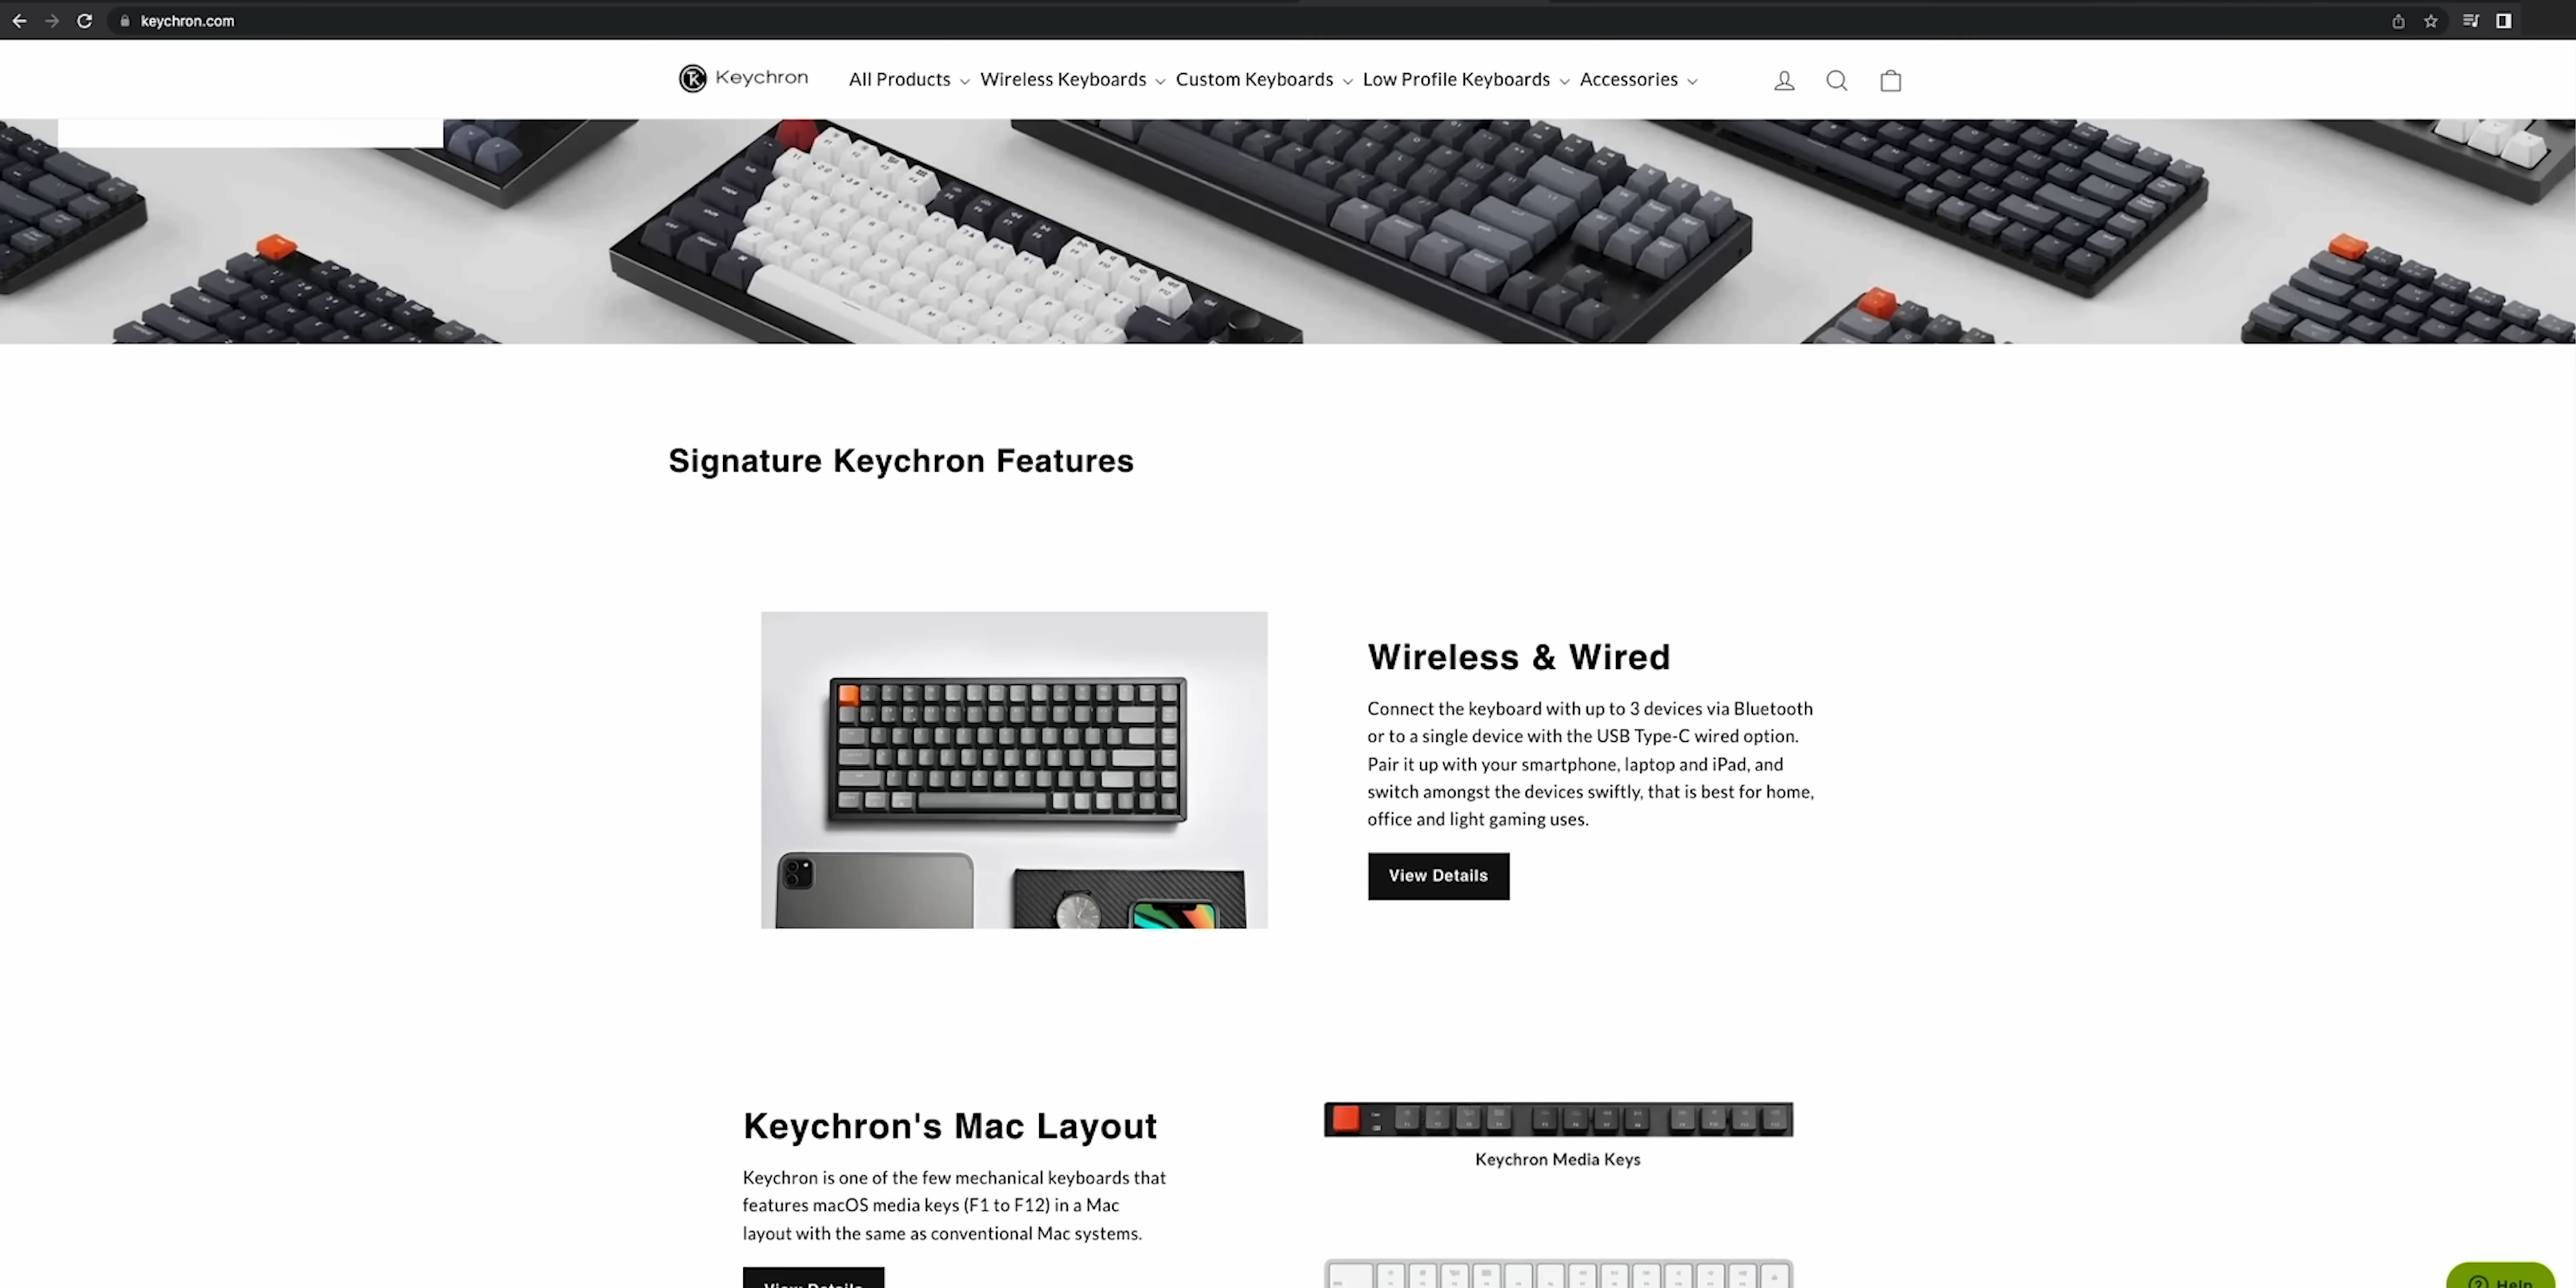 keychron.com
Keychron
All Products
Wireless Keyboards
Custom Keyboards
Low Profile Keyboards
Accessories
Signature Keychron Features
Wireless & Wired
Connect the keyboard with up to 3 devices via Bluetooth
or to a single device with the USB Type-C wired option.
Pair it up with your smartphone, laptop and iPad, and
switch amongst the devices swiftly, that is best for home,
office and light gaming uses.
View Details
Keychron's Mac Layout
Keychron is one of the few mechanical keyboards that
features macOS media keys (F1 to F12) in a Mac
layout with the same as conventional Mac systems.
View Details
Keychron Media Keys
Help